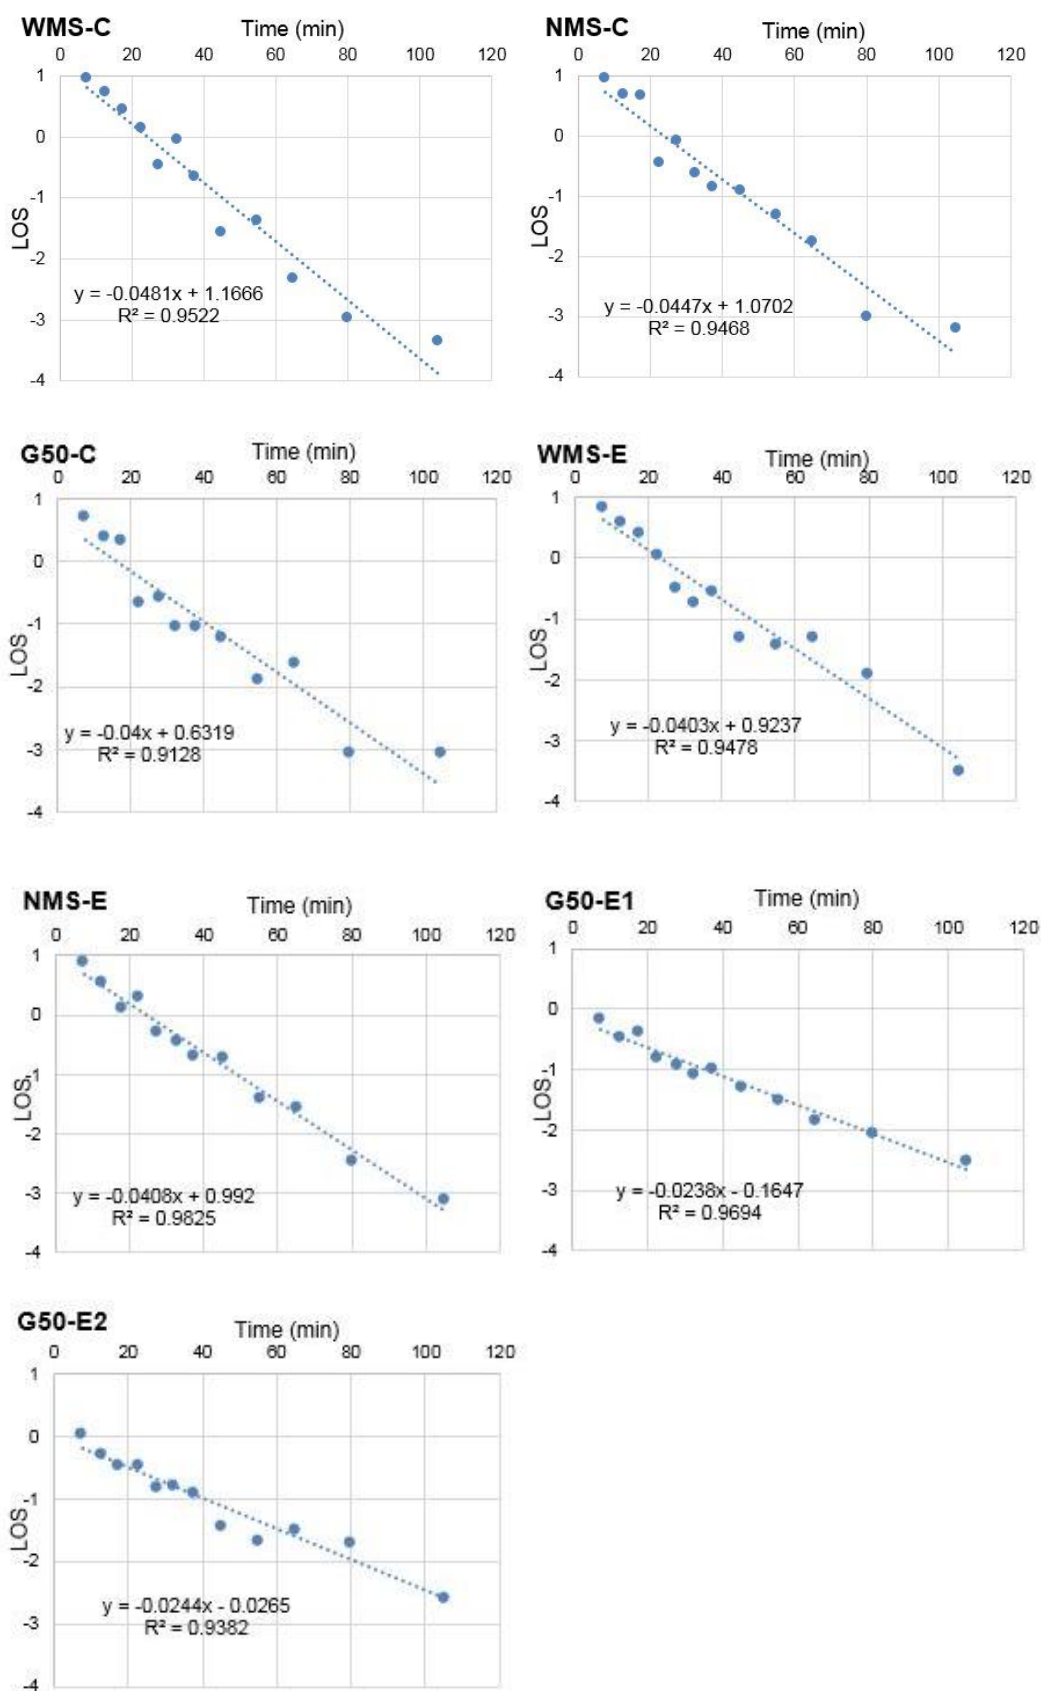 WMS-C
Time (min)
0 20 40 60 80 100 120
1
0
-1
-2
-3
-4
LOS
y = -0.0481x + 1.1666
R² = 0.9522
NMS-C
Time (min)
0 20 40 60 80 100 120
1
0
-1
-2
-3
-4
LOS
y = -0.0447x + 1.0702
R² = 0.9468
G50-C
Time (min)
0 20 40 60 80 100 120
1
0
-1
-2
-3
-4
LOS
y = -0.04x + 0.6319
R² = 0.9128
WMS-E
Time (min)
0 20 40 60 80 100 120
1
0
-1
-2
-3
-4
LOS
y = -0.0403x + 0.9237
R² = 0.9478
NMS-E
Time (min)
0 20 40 60 80 100 120
1
0
-1
-2
-3
-4
LOS
y = -0.0408x + 0.992
R² = 0.9825
G50-E1
Time (min)
0 20 40 60 80 100 120
1
0
-1
-2
-3
-4
LOS
y = -0.0238x - 0.1647
R² = 0.9694
G50-E2
Time (min)
0 20 40 60 80 100 120
1
0
-1
-2
-3
-4
LOS
y = -0.0244x - 0.0265
R² = 0.9382